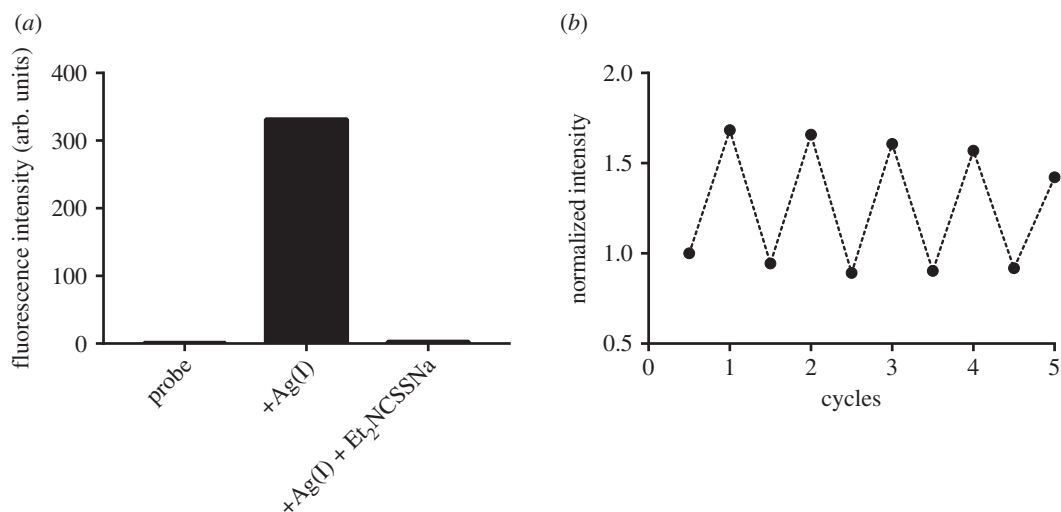 (a)
fluorescence intensity (arb. units)
400
300
200
100
0
probe
+Ag(I)
+Ag(I) + Et₂NCSSNa
(b)
normalized intensity
2.0
1.5
1.0
0.5
0 1 2 3 4 5
cycles